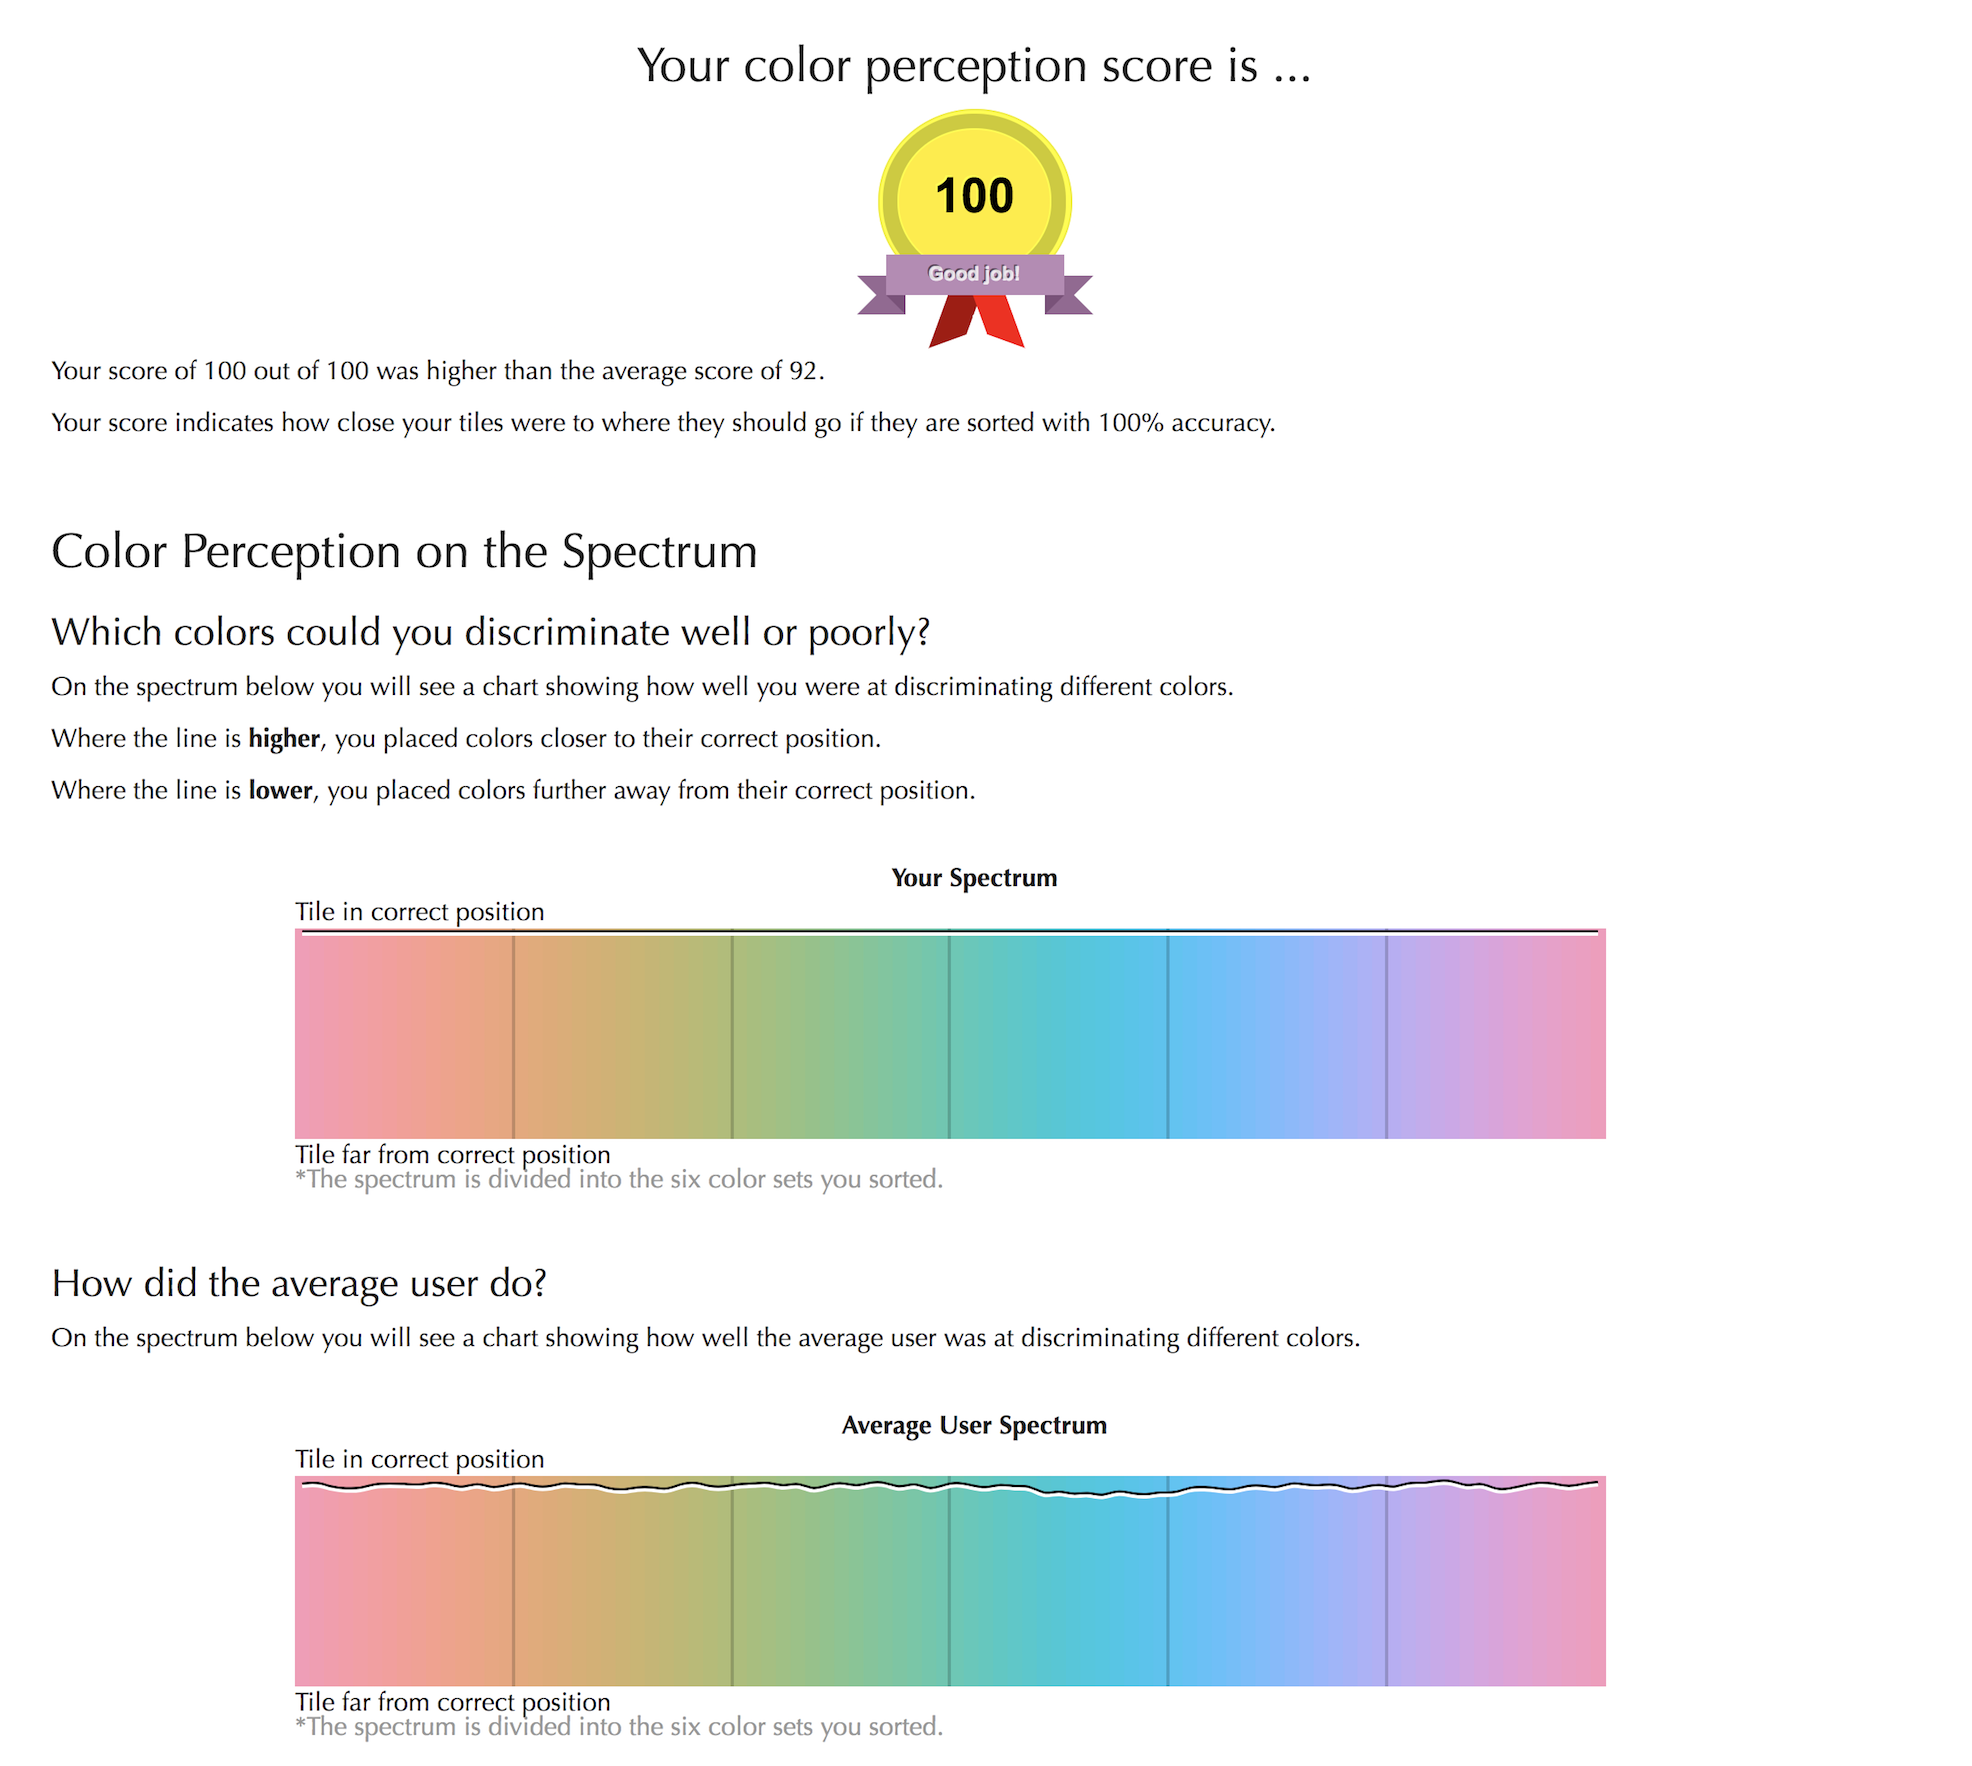 Your color perception score is ...
100
Good job!
Your score of 100 out of 100 was higher than the average score of 92.
Your score indicates how close your tiles were to where they should go if they are sorted with 100% accuracy.
Color Perception on the Spectrum
Which colors could you discriminate well or poorly?
On the spectrum below you will see a chart showing how well you were at discriminating different colors.
Where the line is higher, you placed colors closer to their correct position.
Where the line is lower, you placed colors further away from their correct position.
Your Spectrum
Tile in correct position
Tile far from correct position
*The spectrum is divided into the six color sets you sorted.
How did the average user do?
On the spectrum below you will see a chart showing how well the average user was at discriminating different colors.
Average User Spectrum
Tile in correct position
Tile far from correct position
*The spectrum is divided into the six color sets you sorted.